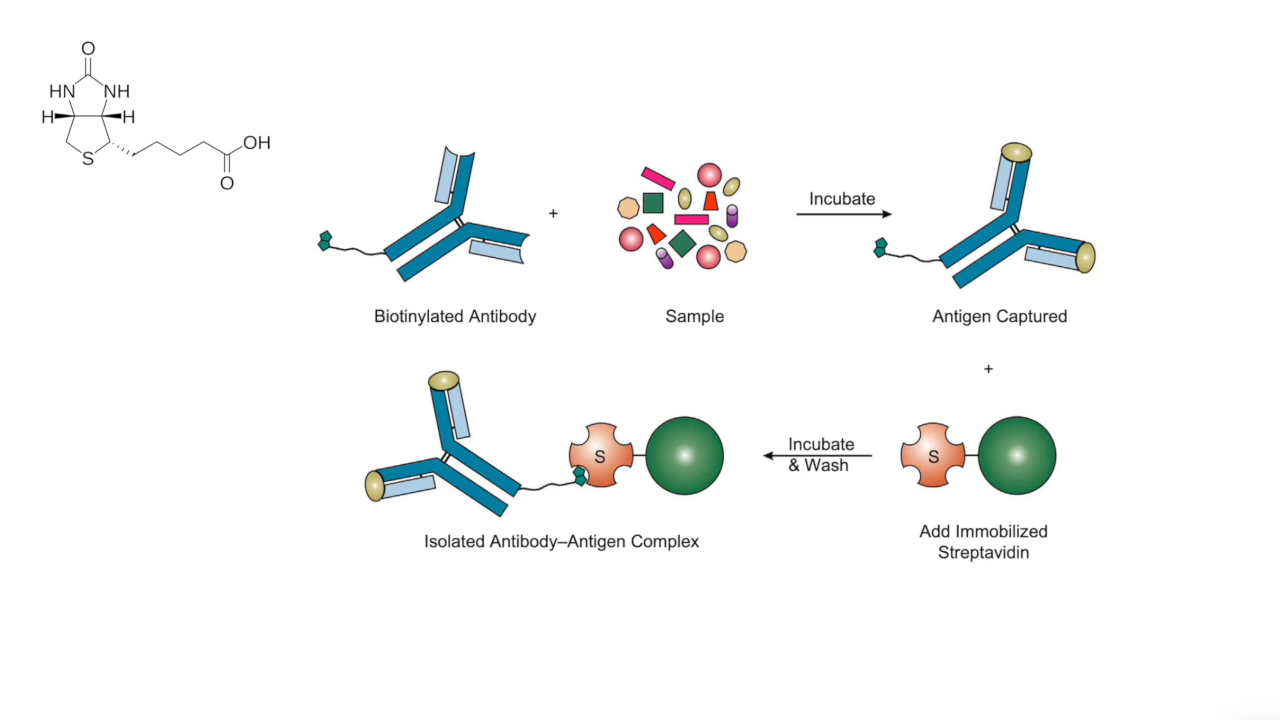 O
HN NH
H H
S
OH
O
+
Incubate
Biotinylated Antibody
Sample
Antigen Captured
+
S
Incubate
& Wash
S
Isolated Antibody–Antigen Complex
Add Immobilized
Streptavidin